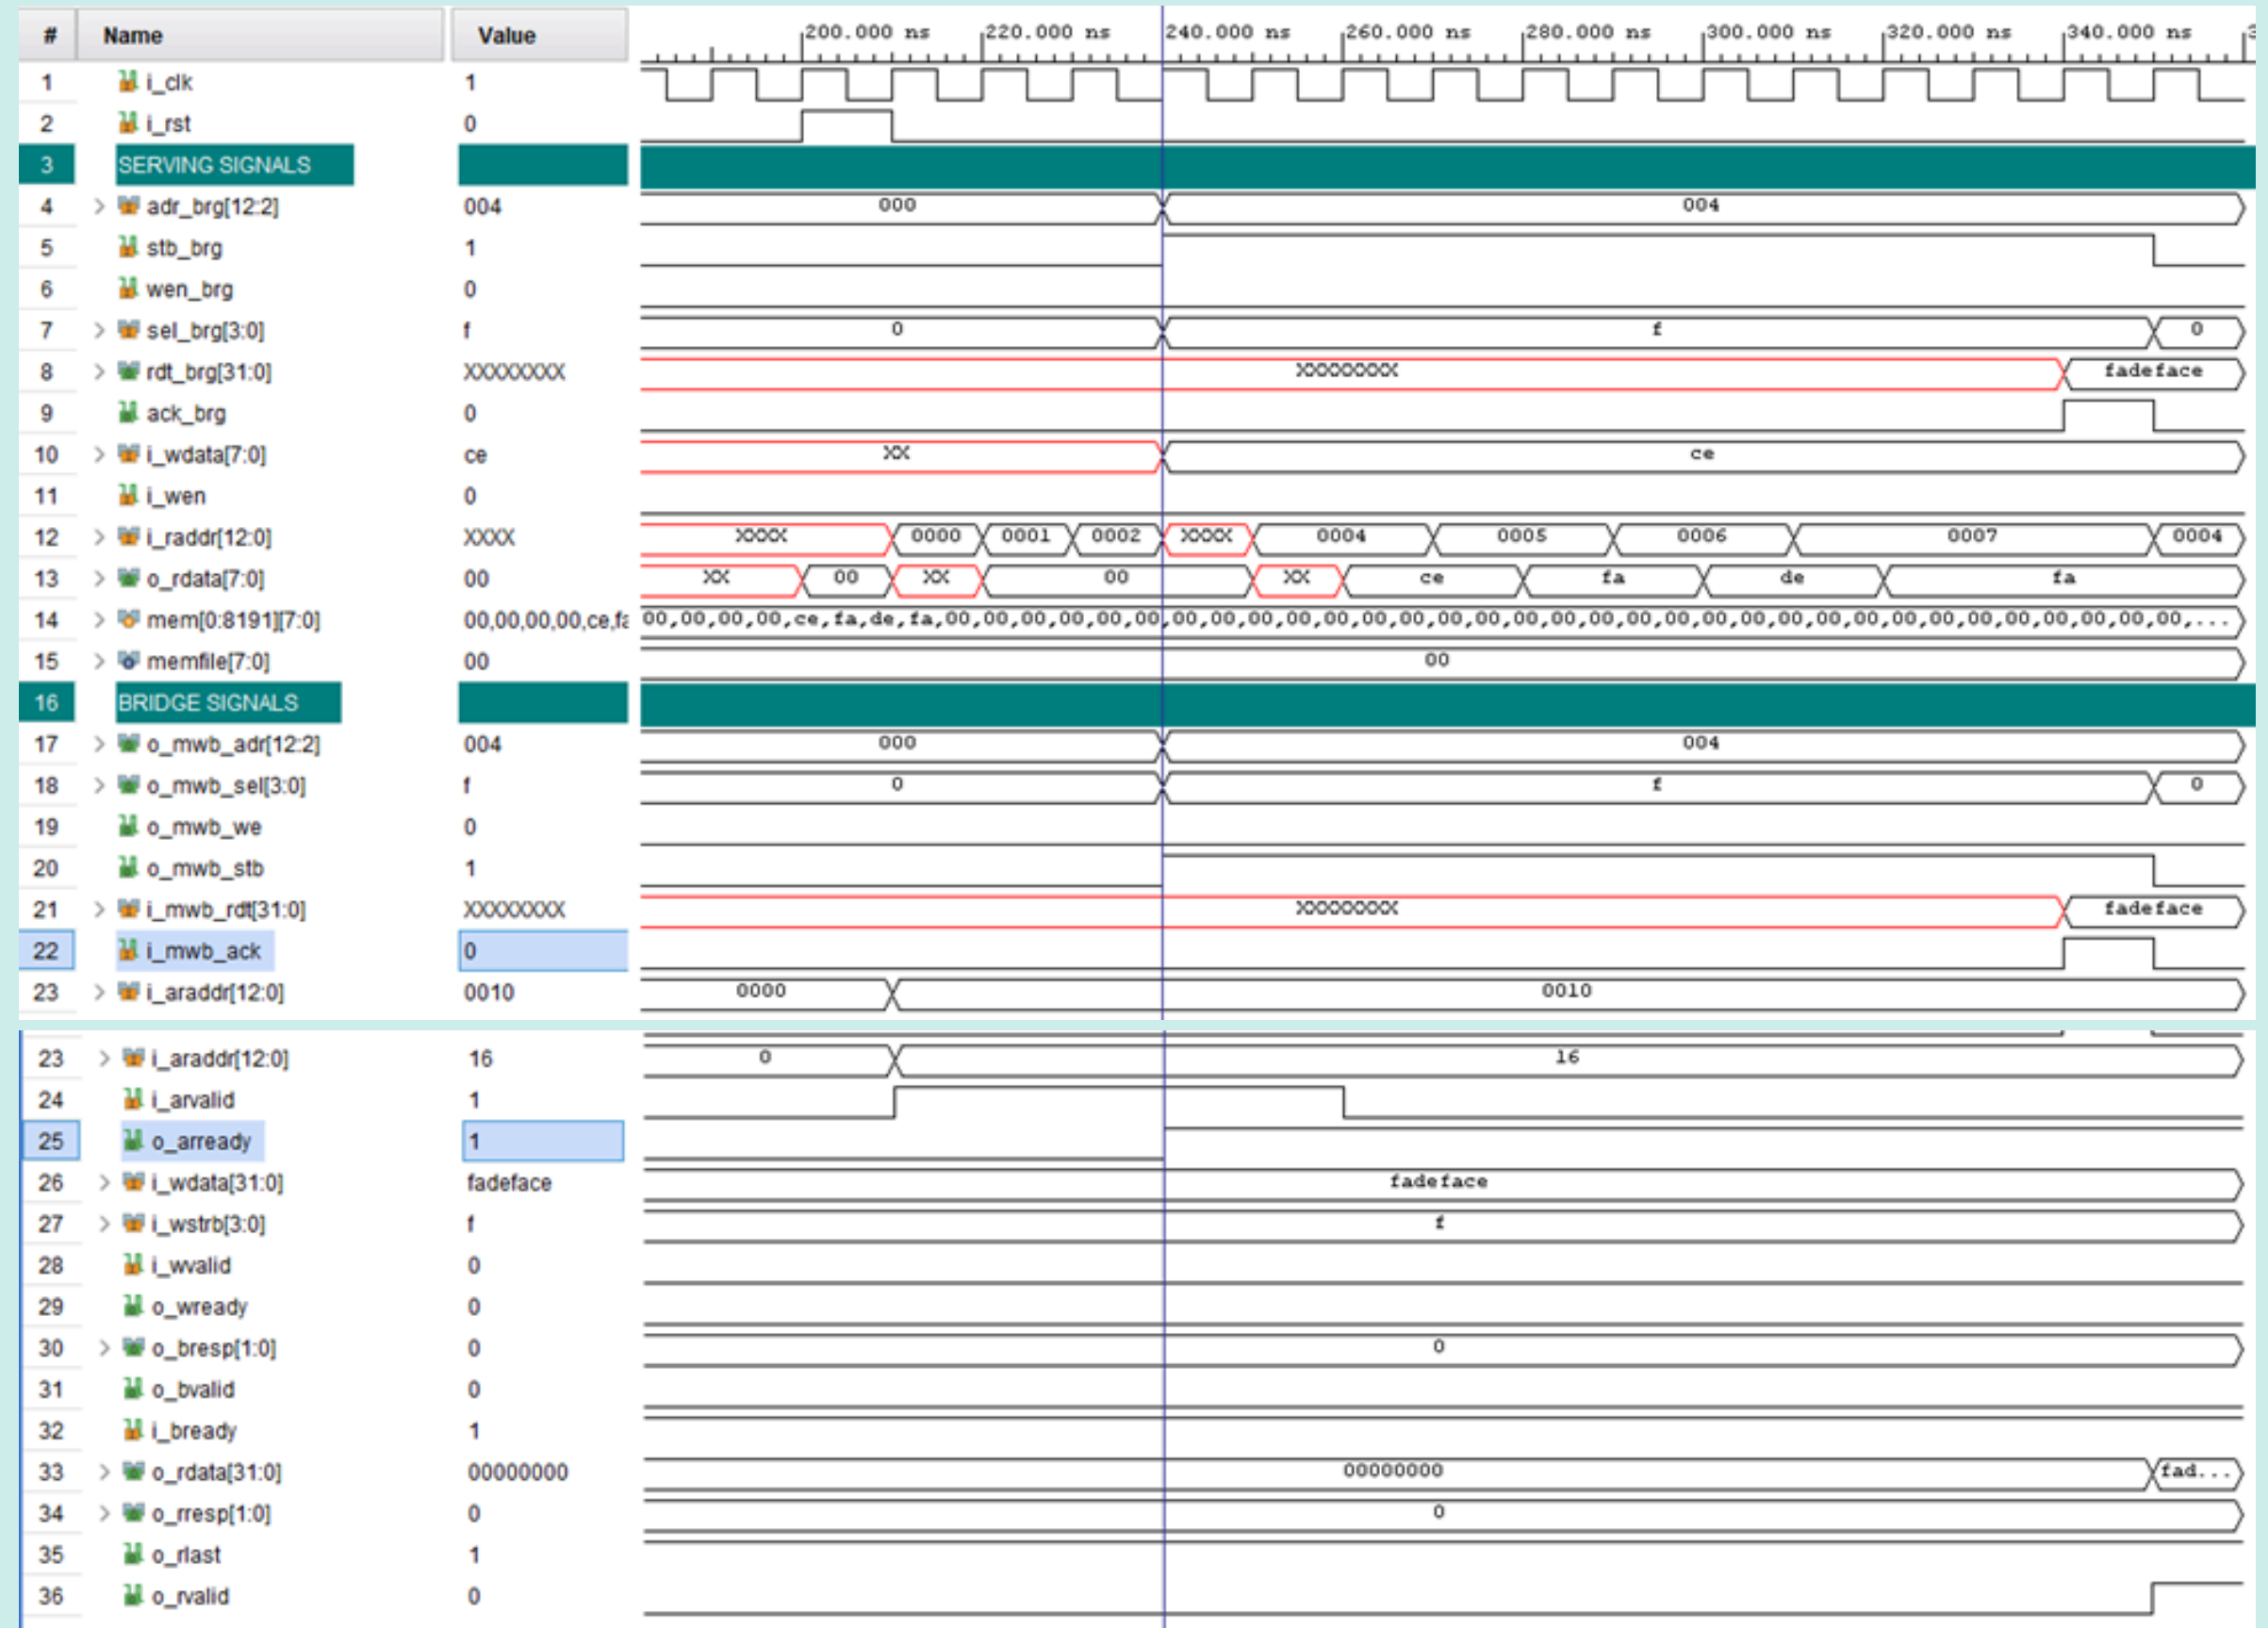 # Name Value 200.000 ns 220.000 ns 240.000 ns 260.000 ns 280.000 ns 300.000 ns 320.000 ns 340.000 ns
1 i_clk 1
2 i_rst 0
3 SERVING SIGNALS
4 adr_brg[12:2] 004 000 004
5 stb_brg 1
6 wen_brg 0
7 sel_brg[3:0] f 0 f 0
8 rdt_brg[31:0] XXXXXXXX XXXXXXXX fadeface
9 ack_brg 0
10 i_wdata[7:0] ce XX ce
11 i_wen 0
12 i_raddr[12:0] XXXX XXXX 0000 0001 0002 XXXX 0004 0005 0006 0007 0004
13 o_rdata[7:0] 00 XX 00 XX 00 XX ce fa de fa
14 mem[0:8191][7:0] 00,00,00,00,ce,fa 00,00,00,00,ce,fa,de,fa,00,00,00,00,00,00,00,00,00,00,00,00,00,00,00,00,00,00,00,00,00,00,00,00,00,00,00,00,00,00,00,00,...
15 memfile[7:0] 00 00
16 BRIDGE SIGNALS
17 o_mwb_adr[12:2] 004 000 004
18 o_mwb_sel[3:0] f 0 f 0
19 o_mwb_we 0
20 o_mwb_stb 1
21 i_mwb_rdt[31:0] XXXXXXXX XXXXXXXX fadeface
22 i_mwb_ack 0
23 i_araddr[12:0] 0010 0000 0010
23 i_araddr[12:0] 16 0 16
24 i_arvalid 1
25 o_arready 1
26 i_wdata[31:0] fadeface fadeface
27 i_wstrb[3:0] f f
28 i_wvalid 0
29 o_wready 0
30 o_bresp[1:0] 0 0
31 o_bvalid 0
32 i_bready 1
33 o_rdata[31:0] 00000000 00000000 fad...
34 o_rresp[1:0] 0 0
35 o_rlast 1
36 o_rvalid 0